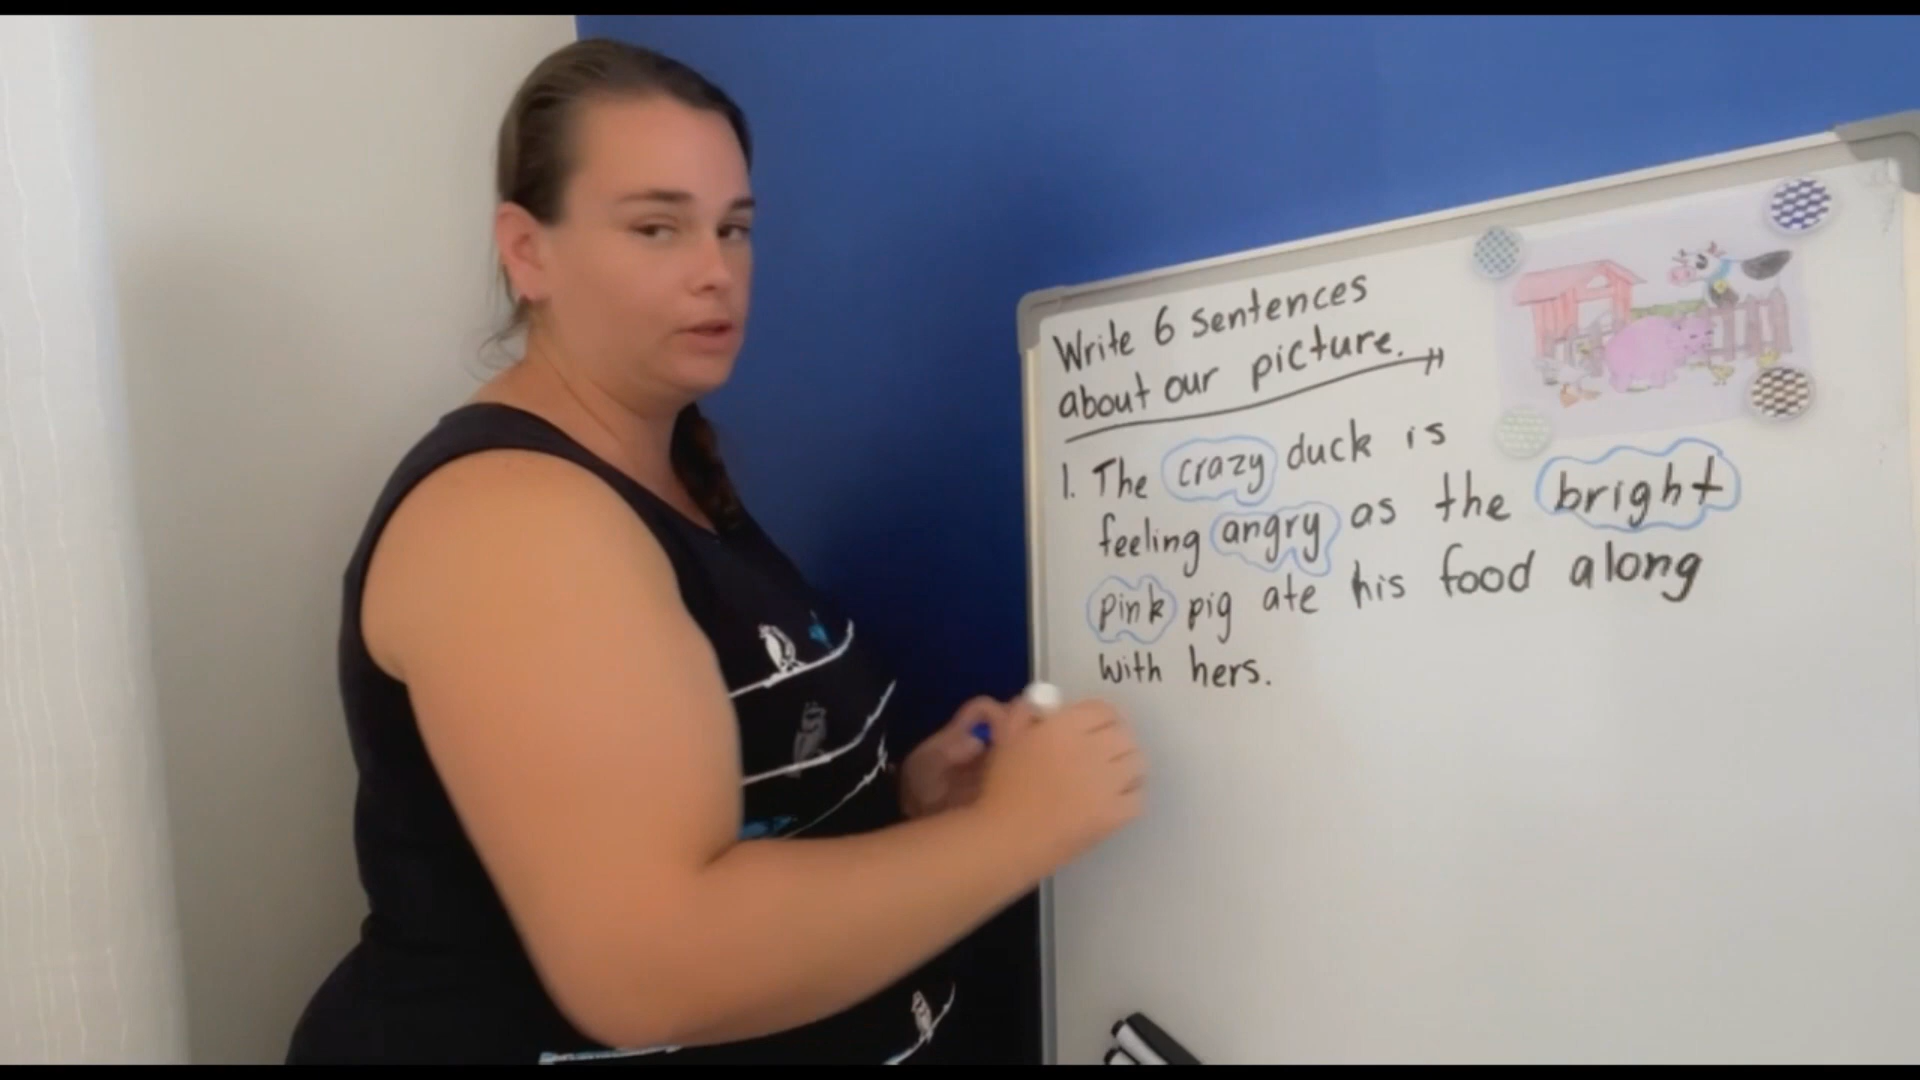 Write 6 sentences
about our picture.
1. The crazy duck is
feeling angry as the bright
pink pig ate his food along
with hers.